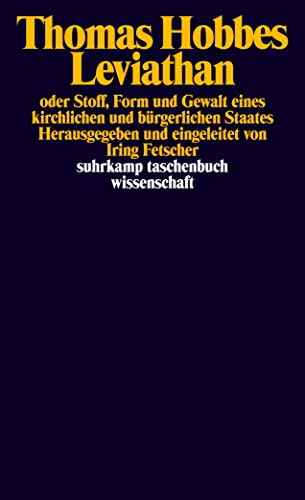 Thomas Hobbes
Leviathan
oder Stoff, Form und Gewalt eines
kirchlichen und bürgerlichen Staates
Herausgegeben und eingeleitet von
Iring Fetscher
suhrkamp taschenbuch
wissenschaft